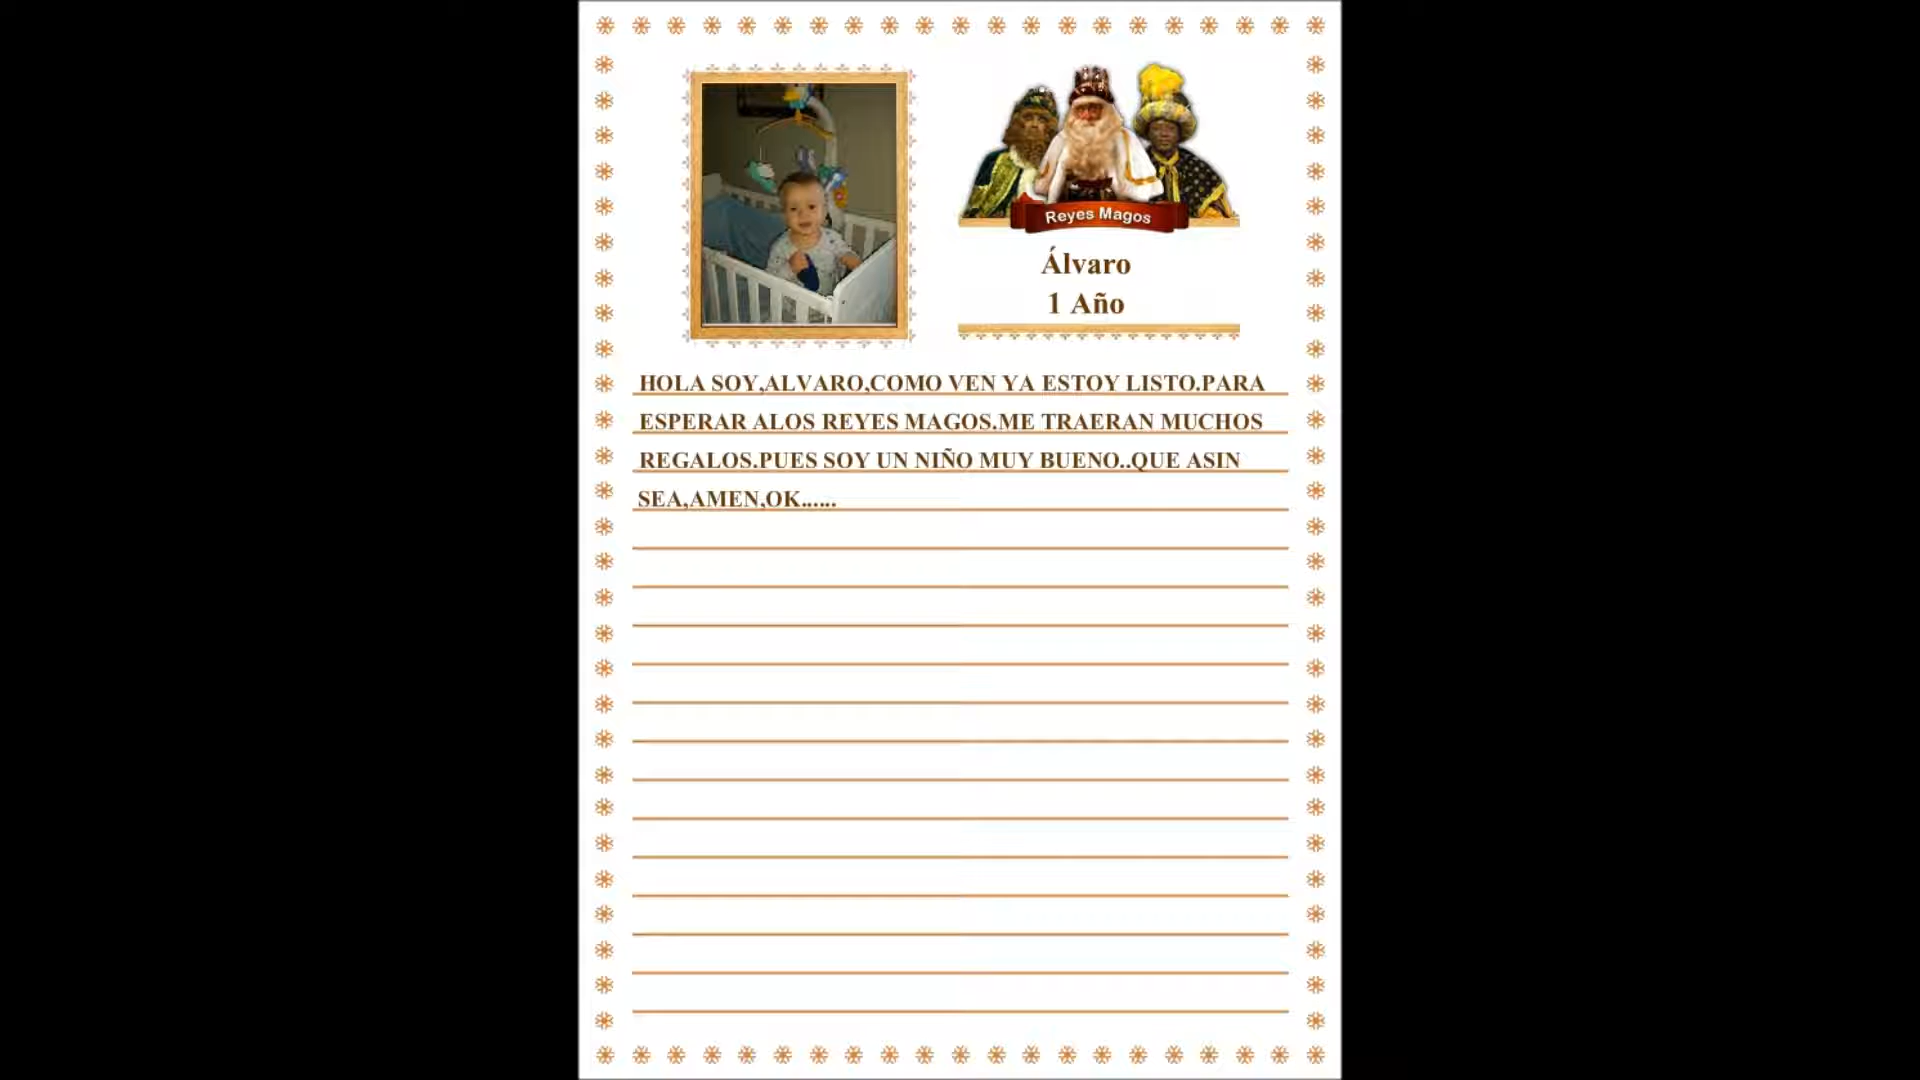 Reyes Magos
Álvaro
1 Año
HOLA SOY,ALVARO,COMO VEN YA ESTOY LISTO.PARA
ESPERAR ALOS REYES MAGOS.ME TRAERAN MUCHOS
REGALOS.PUES SOY UN NIÑO MUY BUENO..QUE ASIN
SEA,AMEN,OK......